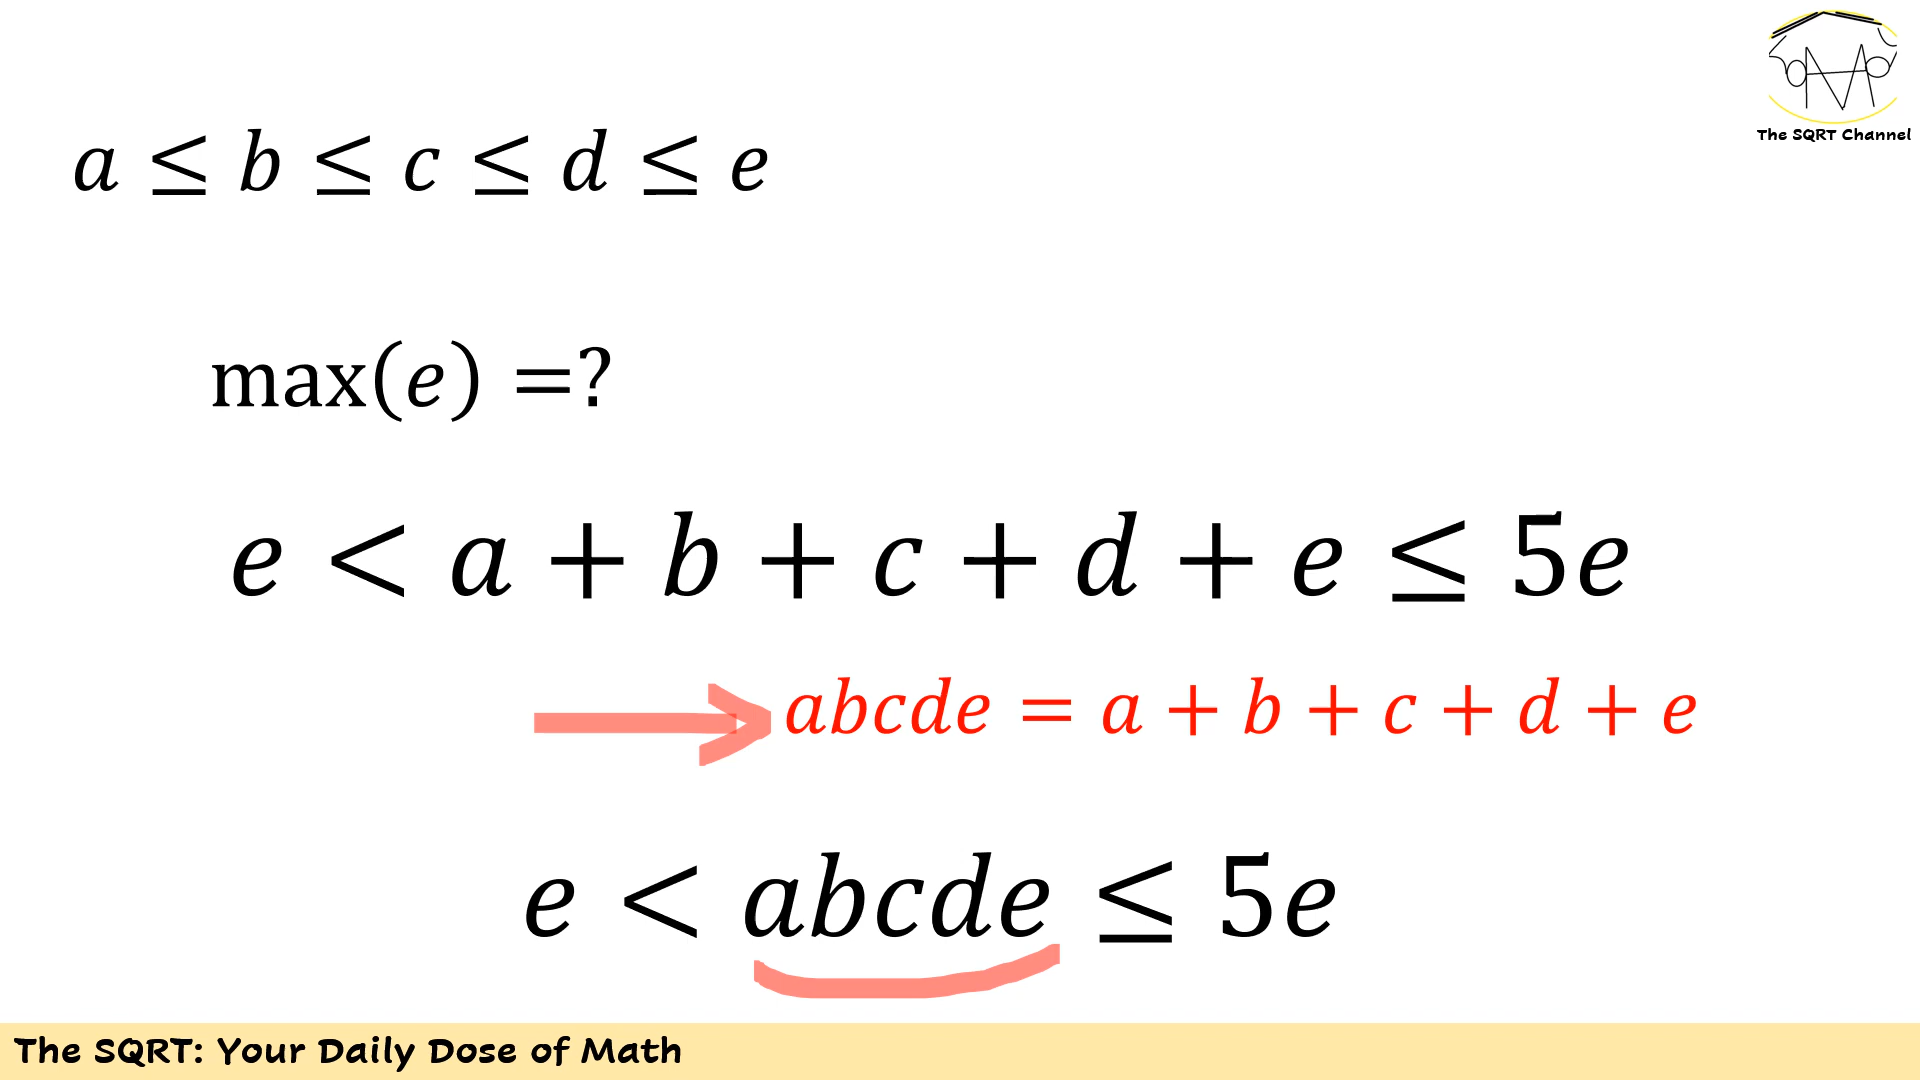 The SQRT Channel
a ≤ b ≤ c ≤ d ≤ e
max(e) =?
e < a + b + c + d + e ≤ 5e
abcde = a + b + c + d + e
e < abcde ≤ 5e
The SQRT: Your Daily Dose of Math